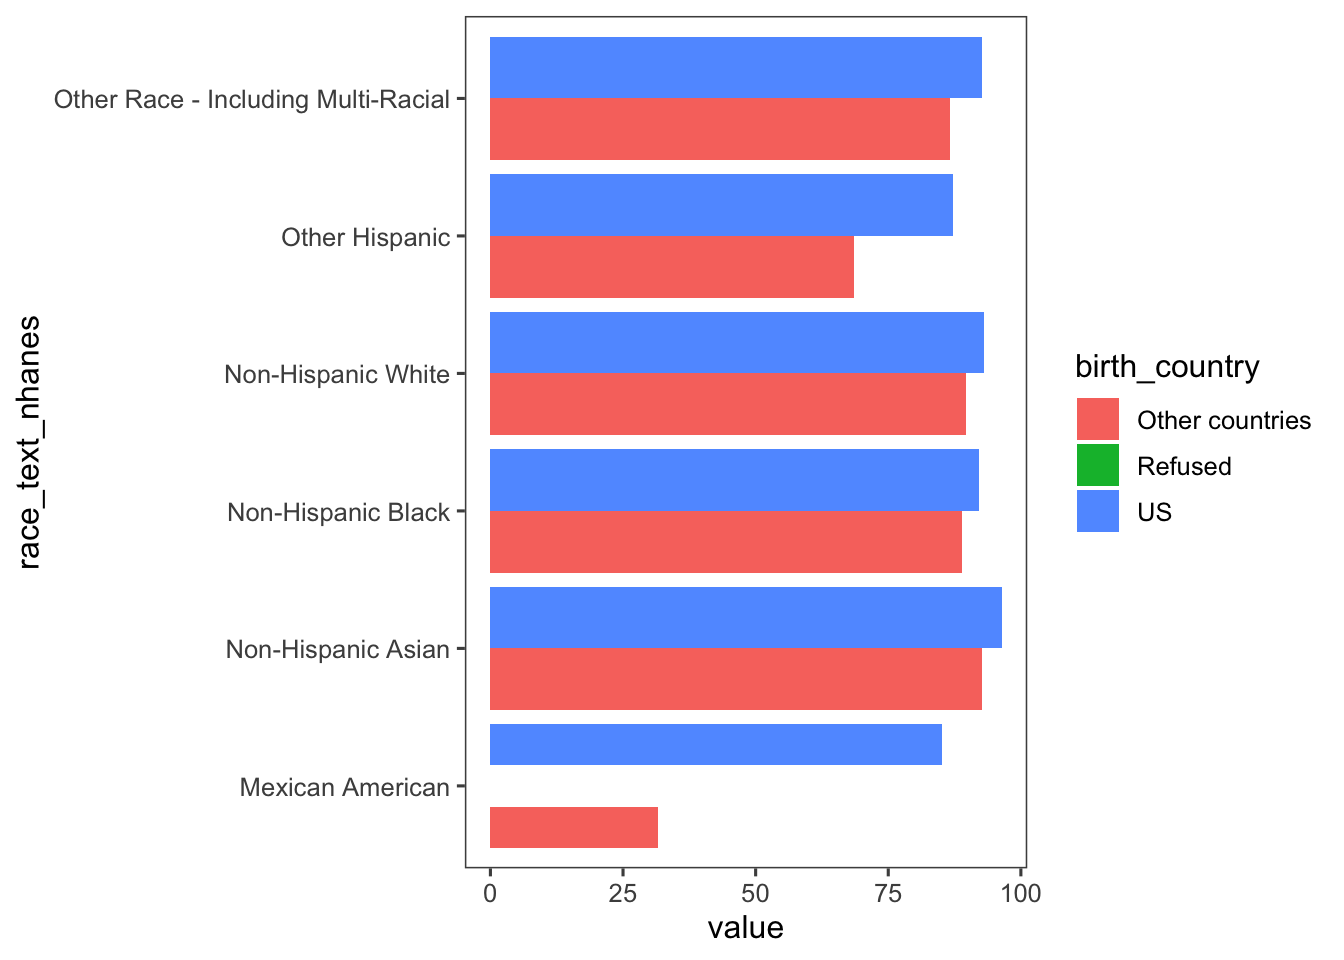 race_text_nhanes
Other Race - Including Multi-Racial
Other Hispanic
Non-Hispanic White
Non-Hispanic Black
Non-Hispanic Asian
Mexican American
0 25 50 75 100
value
birth_country
Other countries
Refused
US